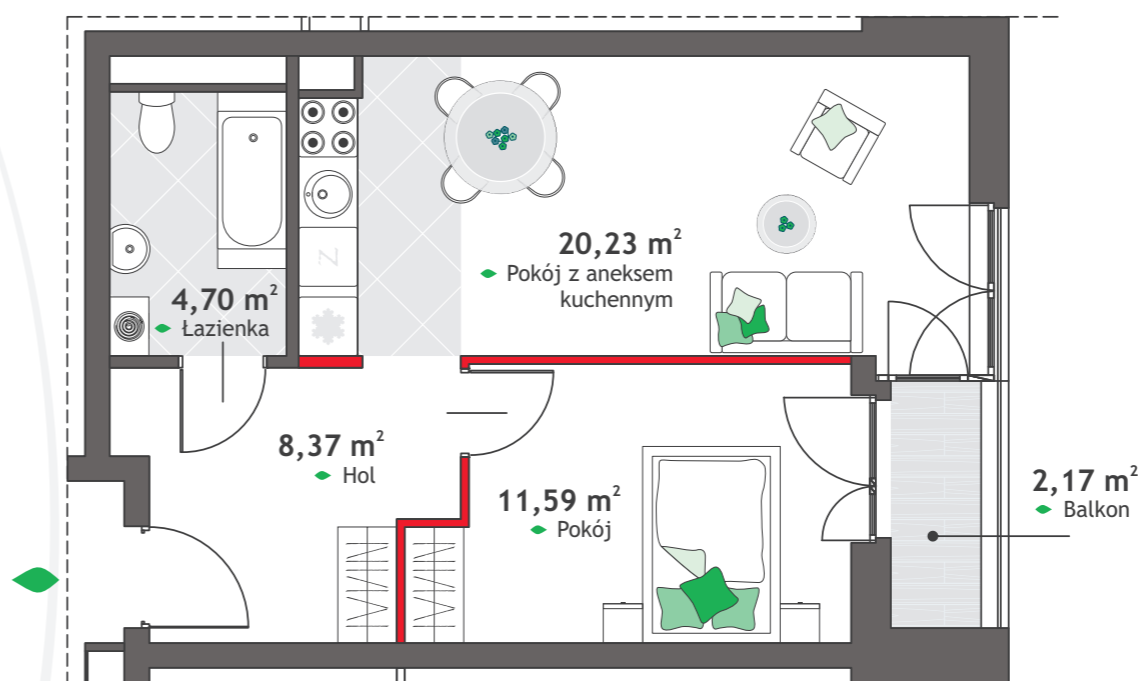 20,23 m²
Pokój z aneksem
kuchennym
4,70 m²
Łazienka
8,37 m²
Hol
11,59 m²
Pokój
2,17 m²
Balkon
Z